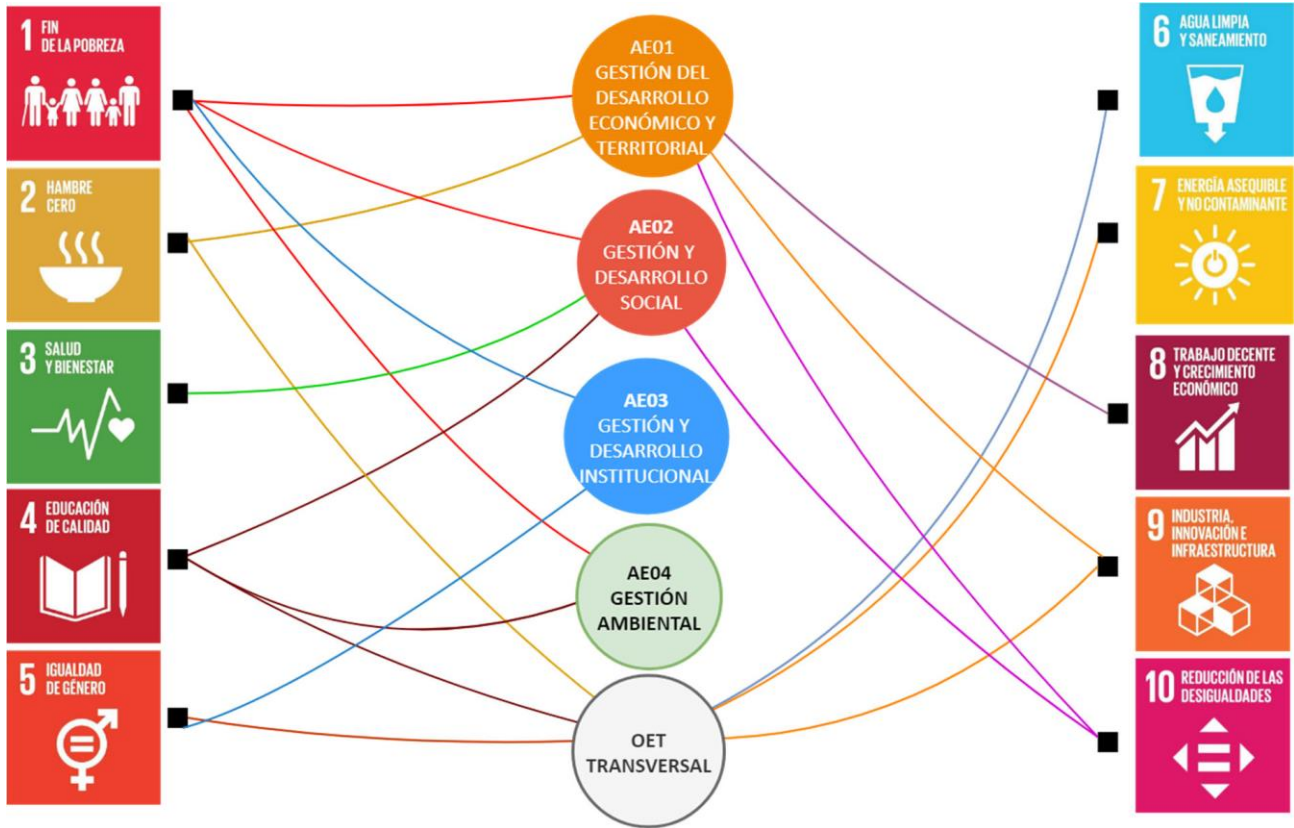 1 FIN
DE LA POBREZA
2 HAMBRE
CERO
3 SALUD
Y BIENESTAR
4 EDUCACIÓN
DE CALIDAD
5 IGUALDAD
DE GÉNERO
AE01
GESTIÓN DEL
DESARROLLO
ECONÓMICO Y
TERRITORIAL
AE02
GESTIÓN Y
DESARROLLO
SOCIAL
AE03
GESTIÓN Y
DESARROLLO
INSTITUCIONAL
AE04
GESTIÓN
AMBIENTAL
OET
TRANSVERSAL
6 AGUA LIMPIA
Y SANEAMIENTO
7 ENERGÍA ASEQUIBLE
Y NO CONTAMINANTE
8 TRABAJO DECENTE
Y CRECIMIENTO
ECONÓMICO
9 INDUSTRIA,
INNOVACIÓN E
INFRAESTRUCTURA
10 REDUCCIÓN DE LAS
DESIGUALDADES